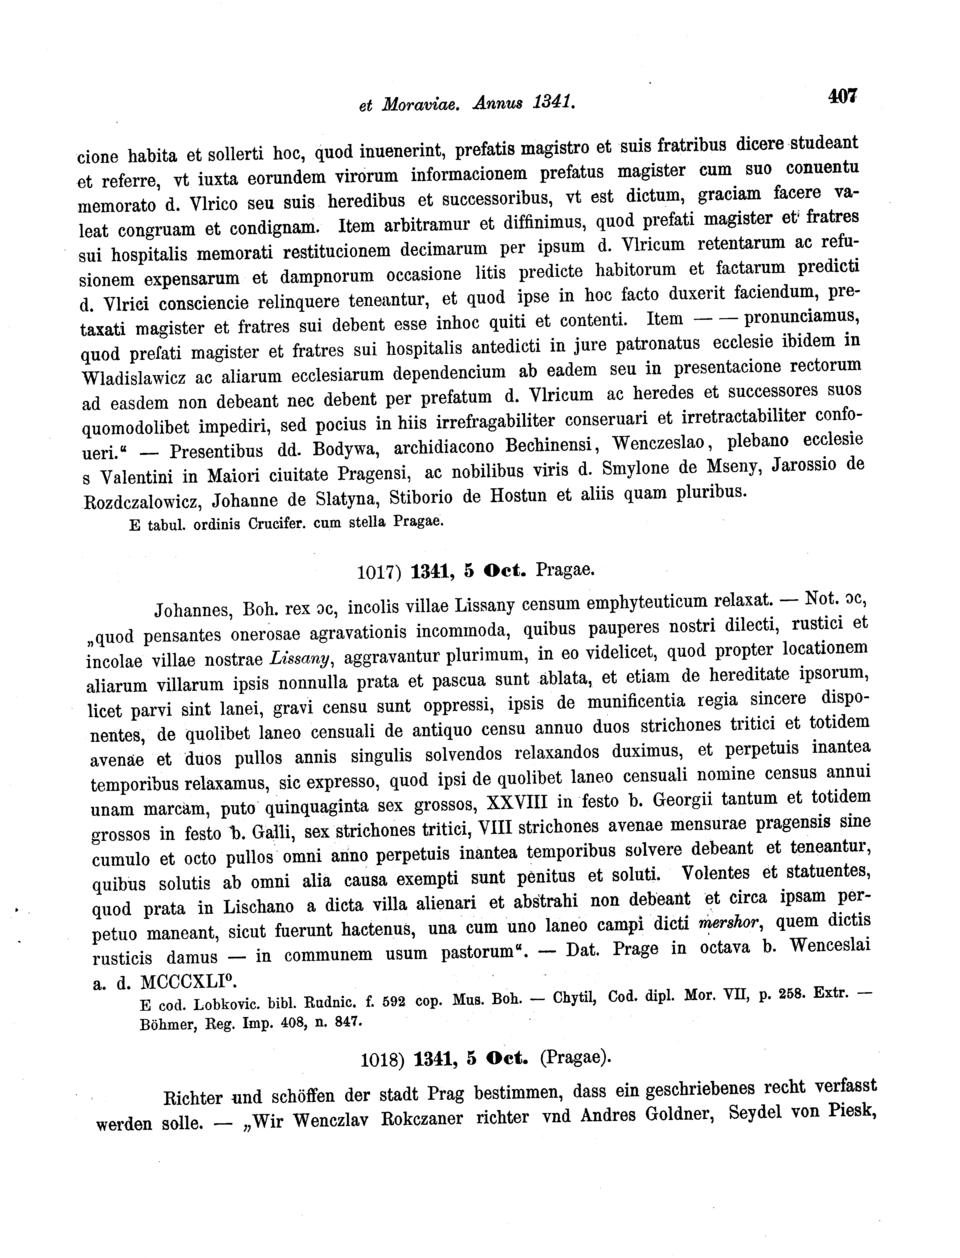 et Moraviae. Annus 1341. 407
cione habita et sollerti hoc, quod inuenerint, prefatis magistro et suis fratribus dicere studeant
et referre, vt iuxta eorundem virorum informacionem prefatus magister cum suo conuentu
memorato d. Vlrico seu suis heredibus et successoribus, vt est dictum, graciam facere va-
leat congruam et condignam. Item arbitramur et diffinimus, quod prefati magister et fratres
sui hospitalis memorati restitucionem decimarum per ipsum d. Vlricum retentarum ac refu-
sionem expensarum et dampnorum occasione litis predicte habitorum et factarum predicti
d. Vlrici consciencie relinquere teneantur, et quod ipse in hoc facto duxerit faciendum, pre-
taxati magister et fratres sui debent esse inhoc quiti et contenti. Item — — pronunciamus,
quod prefati magister et fratres sui hospitalis antedicti in jure patronatus ecclesie ibidem in
Wladislawicz ac aliarum ecclesiarum dependencium ab eadem seu in presentacione rectorum
ad easdem non debeant nec debent per prefatum d. Vlricum ac heredes et successores suos
quomodolibet impediri, sed pocius in hiis irrefragabiliter conseruari et irretractabiliter confo-
ueri.“ — Presentibus dd. Bodywa, archidiacono Bechinensi, Wenczeslao, plebano ecclesie
s Valentini in Maiori ciuitate Pragensi, ac nobilibus viris d. Smylone de Mseny, Jarossio de
Rozdczalowicz, Johanne de Slatyna, Stiborio de Hostun et aliis quam pluribus.
E tabul. ordinis Crucifer. cum stella Pragae.
1017) 1341, 5 Oct. Pragae.
Johannes, Boh. rex ɔc, incolis villae Lissany censum emphyteuticum relaxat. — Not. ɔc,
„quod pensantes onerosae agravationis incommoda, quibus pauperes nostri dilecti, rustici et
incolae villae nostrae Lissany, aggravantur plurimum, in eo videlicet, quod propter locationem
aliarum villarum ipsis nonnulla prata et pascua sunt ablata, et etiam de hereditate ipsorum,
licet parvi sint lanei, gravi censu sunt oppressi, ipsis de munificentia regia sincere dispo-
nentes, de quolibet laneo censuali de antiquo censu annuo duos strichones tritici et totidem
avenae et duos pullos annis singulis solvendos relaxandos duximus, et perpetuis inantea
temporibus relaxamus, sic expresso, quod ipsi de quolibet laneo censuali nomine census annui
unam marcam, puto quinquaginta sex grossos, XXVIII in festo b. Georgii tantum et totidem
grossos in festo b. Galli, sex strichones tritici, VIII strichones avenae mensurae pragensis sine
cumulo et octo pullos omni anno perpetuis inantea temporibus solvere debeant et teneantur,
quibus solutis ab omni alia causa exempti sunt penitus et soluti. Volentes et statuentes,
quod prata in Lischano a dicta villa alienari et abstrahi non debeant et circa ipsam per-
petuo maneant, sicut fuerunt hactenus, una cum uno laneo campi dicti mershor, quem dictis
rusticis damus — in communem usum pastorum“. — Dat. Prage in octava b. Wenceslai
a. d. MCCCXLI⁰.
E cod. Lobkovic. bibl. Rudnic. f. 592 cop. Mus. Boh. — Chytil, Cod. dipl. Mor. VII, p. 258. Extr. —
Böhmer, Reg. Imp. 408, n. 847.
1018) 1341, 5 Oct. (Pragae).
Richter und schöffen der stadt Prag bestimmen, dass ein geschriebenes recht verfasst
werden solle. — „Wir Wenczlav Rokczaner richter vnd Andres Goldner, Seydel von Piesk,